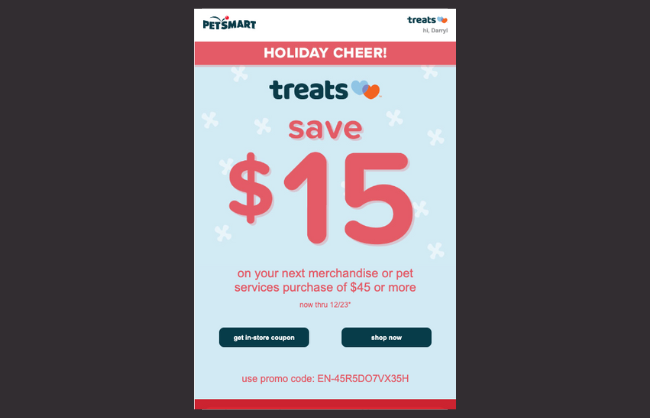 PETSMART
treats
hi, Darryl
HOLIDAY CHEER!
treats
save
$15
on your next merchandise or pet
services purchase of $45 or more
now thru 12/23*
get in-store coupon
shop now
use promo code: EN-45R5DO7VX35H